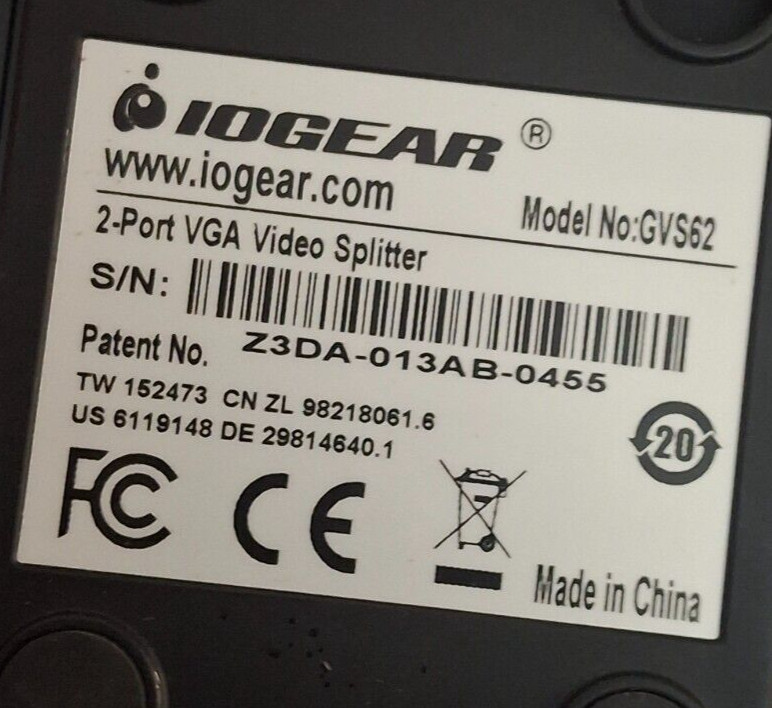 IOGEAR®
www.iogear.com
Model No:GVS62
2-Port VGA Video Splitter
S/N:
Z3DA-013AB-0455
Patent No.
TW 152473 CN ZL 98218061.6
US 6119148 DE 29814640.1
20
FC CE
Made in China